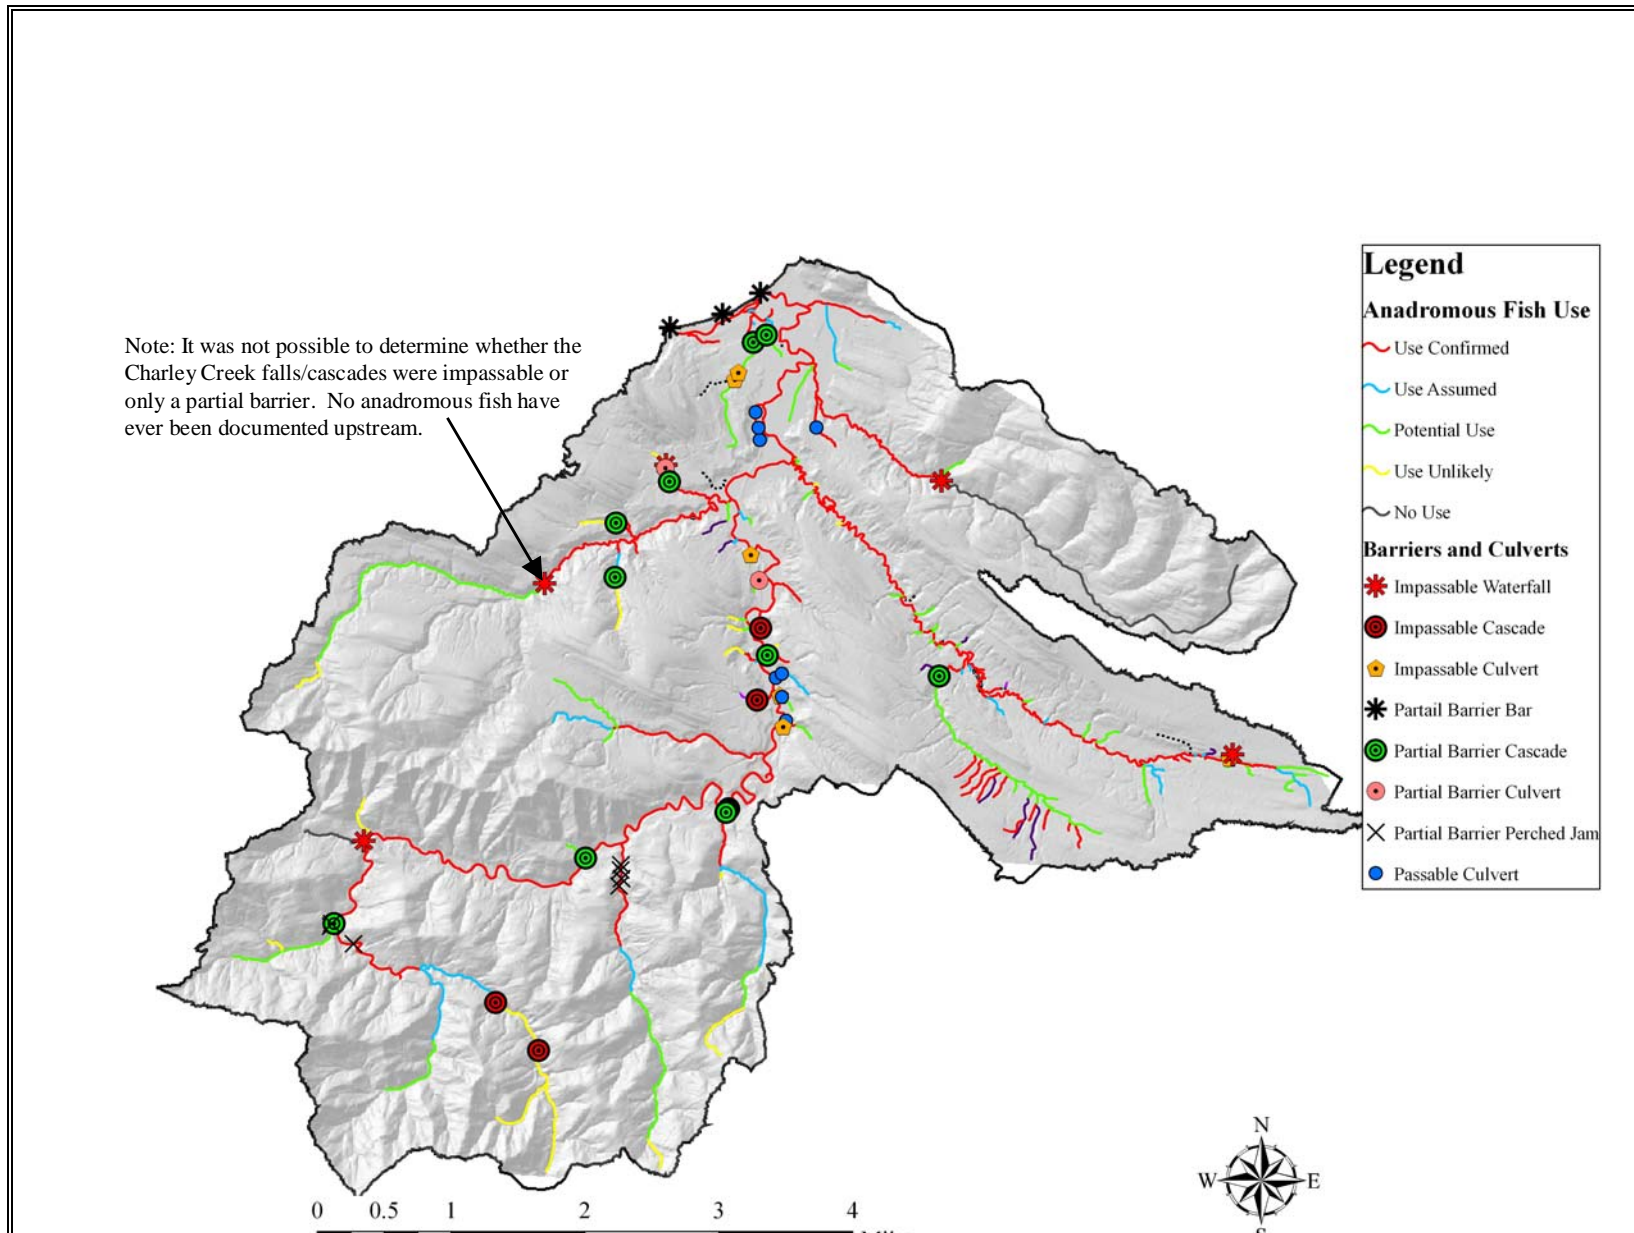 Note: It was not possible to determine whether the
Charley Creek falls/cascades were impassable or
only a partial barrier. No anadromous fish have
ever been documented upstream.
Legend
Anadromous Fish Use
Use Confirmed
Use Assumed
Potential Use
Use Unlikely
No Use
Barriers and Culverts
Impassable Waterfall
Impassable Cascade
Impassable Culvert
Partail Barrier Bar
Partial Barrier Cascade
Partial Barrier Culvert
Partial Barrier Perched Jam
Passable Culvert
N
W E
0 0.5 1 2 3 4